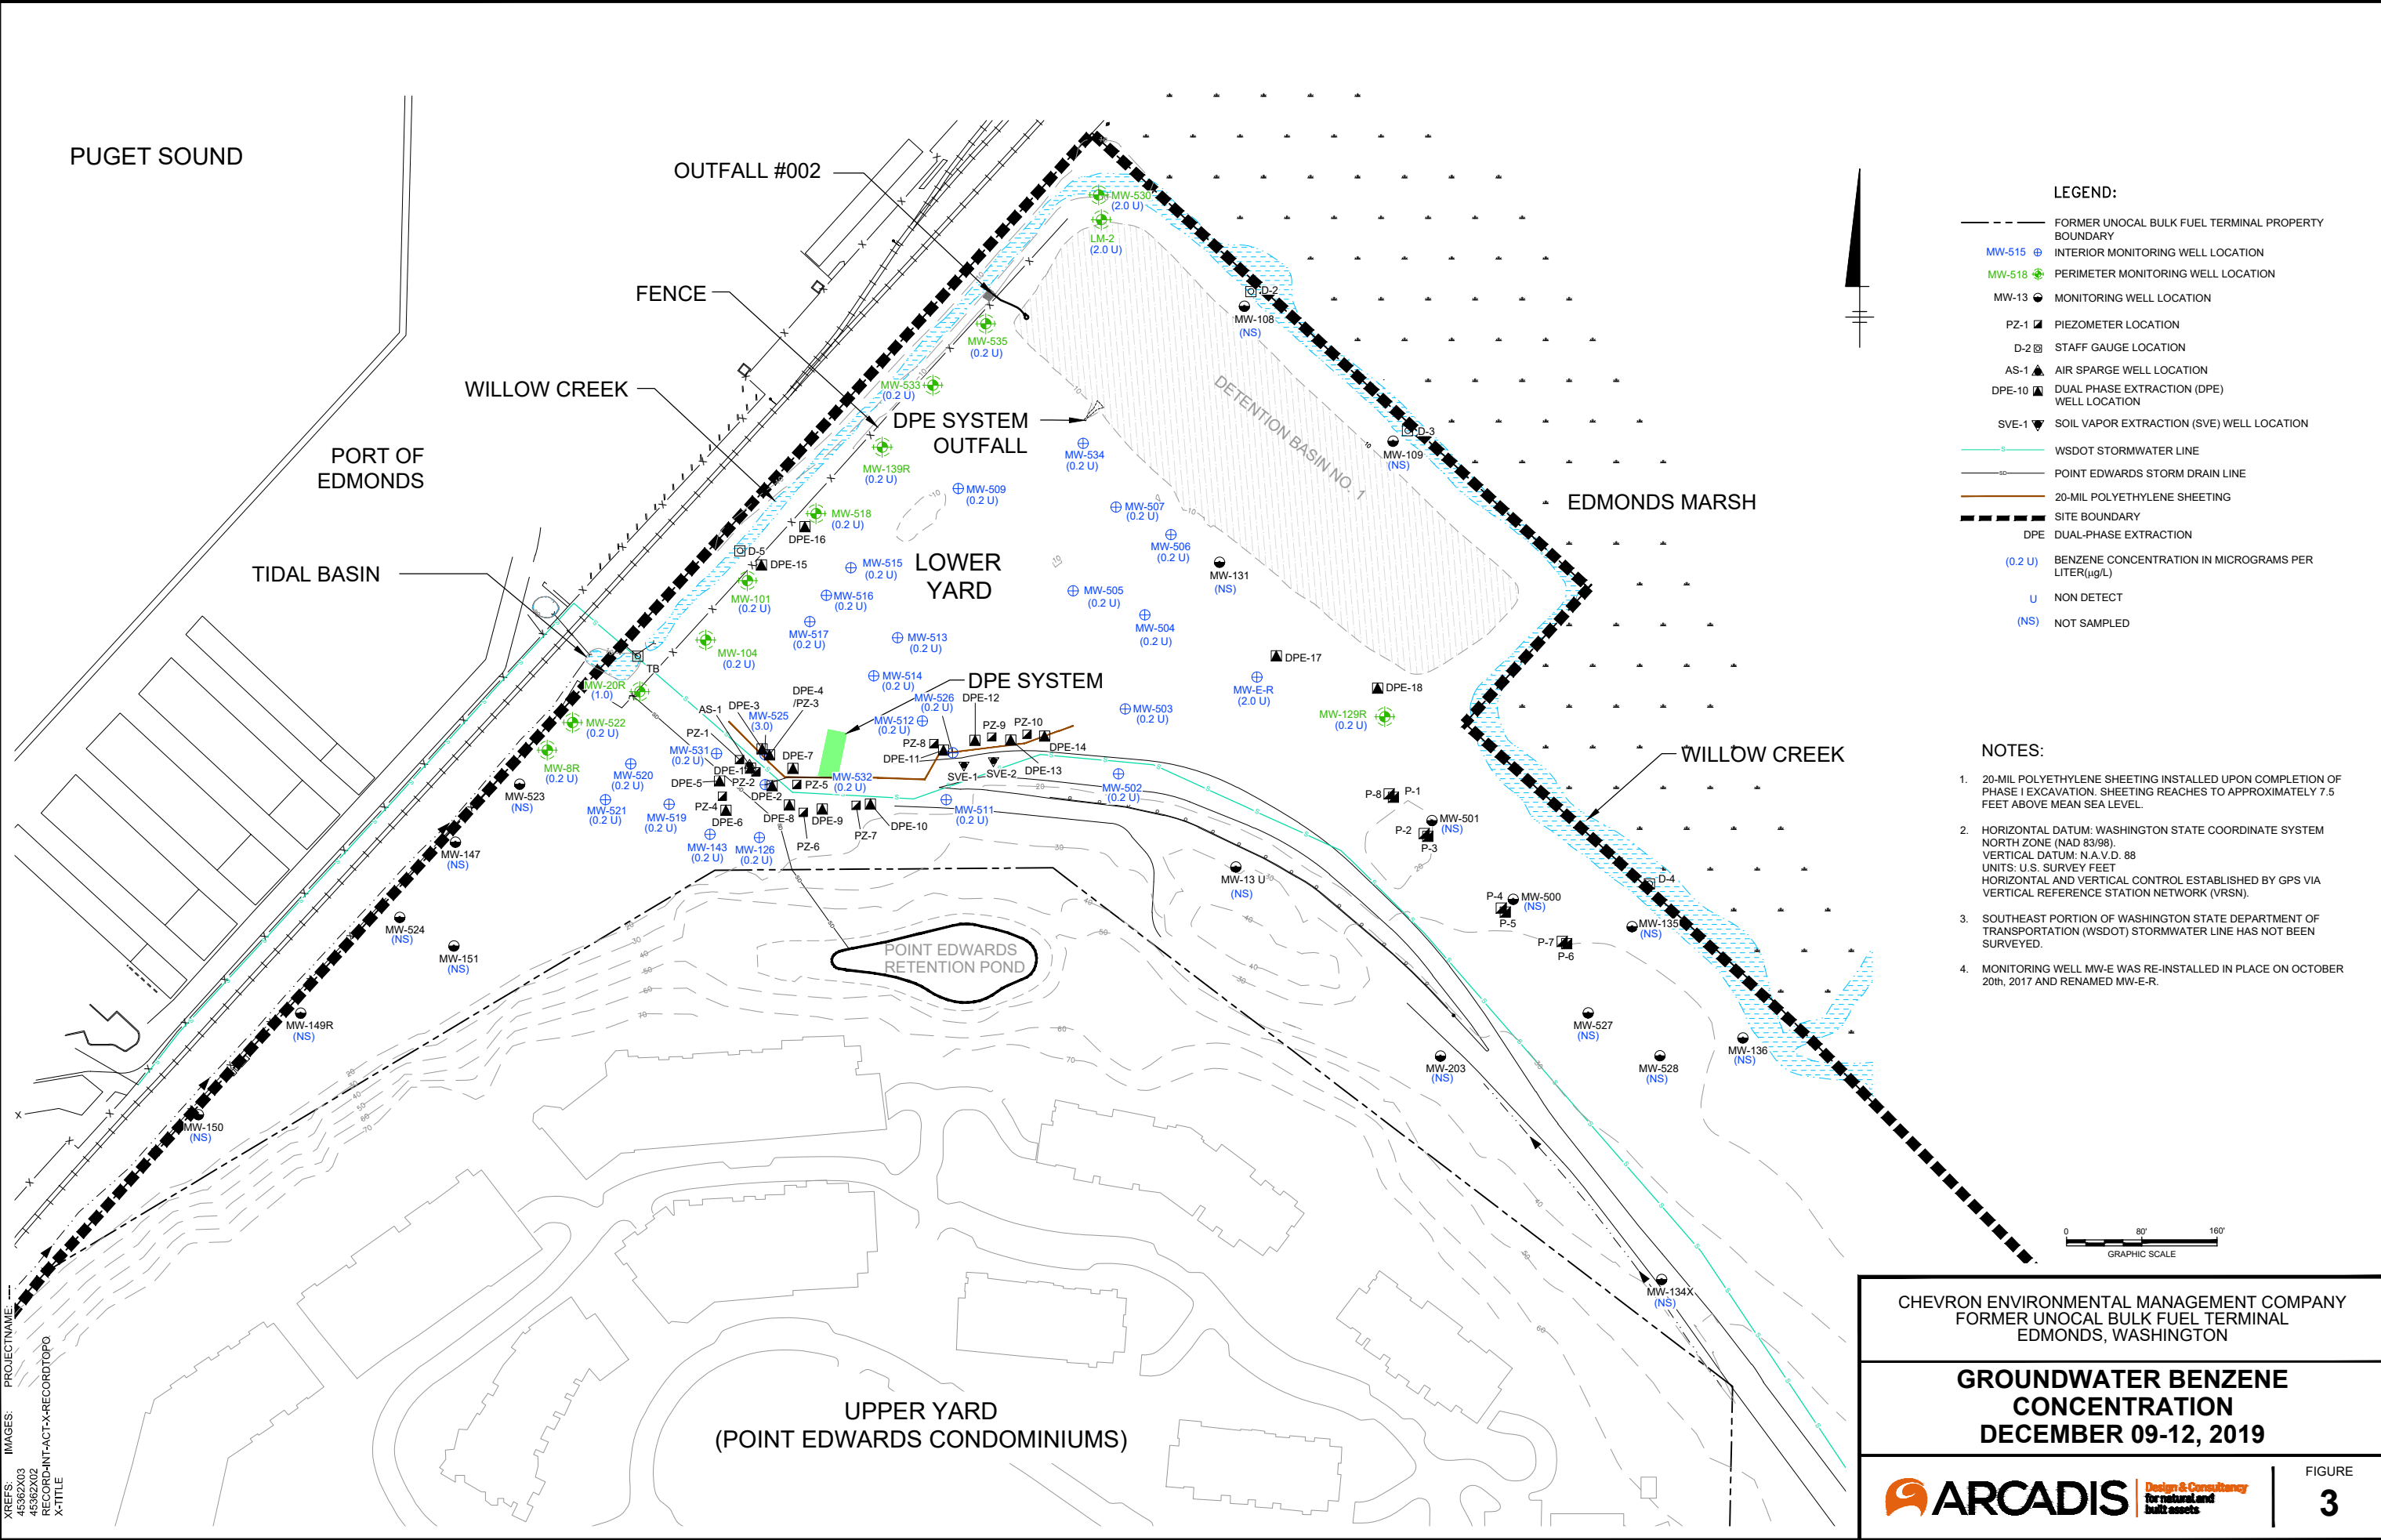 PUGET SOUND
OUTFALL #002
FENCE
WILLOW CREEK
PORT OF
EDMONDS
TIDAL BASIN
DPE SYSTEM
OUTFALL
LOWER
YARD
DPE SYSTEM
DETENTION BASIN NO. 1
EDMONDS MARSH
WILLOW CREEK
POINT EDWARDS
RETENTION POND
UPPER YARD
(POINT EDWARDS CONDOMINIUMS)
MW-530
(2.0 U)
LM-2
(2.0 U)
D-2
MW-108
(NS)
MW-535
(0.2 U)
MW-533
(0.2 U)
D-3
MW-109
(NS)
MW-534
(0.2 U)
MW-139R
(0.2 U)
MW-509
(0.2 U)
MW-507
(0.2 U)
MW-518
(0.2 U)
DPE-16
MW-506
(0.2 U)
D-5
DPE-15
MW-515
(0.2 U)
MW-131
(NS)
MW-101
(0.2 U)
MW-516
(0.2 U)
MW-505
(0.2 U)
MW-517
(0.2 U)
MW-504
(0.2 U)
MW-513
(0.2 U)
MW-104
(0.2 U)
TB
DPE-17
MW-514
(0.2 U)
MW-E-R
(2.0 U)
DPE-18
MW-20R
(1.0)
DPE-4
/PZ-3
MW-526
(0.2 U)
DPE-12
AS-1
DPE-3
MW-525
(3.0)
MW-512
(0.2 U)
MW-503
(0.2 U)
MW-129R
(0.2 U)
MW-522
(0.2 U)
PZ-1
PZ-9
PZ-10
PZ-8
DPE-14
MW-531
(0.2 U)
DPE-7
DPE-11
MW-8R
(0.2 U)
MW-520
(0.2 U)
DPE-1
PZ-2
DPE-5
DPE-2
PZ-5
MW-532
(0.2 U)
SVE-1
SVE-2
DPE-13
MW-523
(NS)
MW-521
(0.2 U)
MW-519
(0.2 U)
PZ-4
DPE-6
DPE-8
DPE-9
PZ-6
PZ-7
DPE-10
MW-511
(0.2 U)
MW-502
(0.2 U)
P-8
P-1
MW-501
(NS)
P-2
P-3
MW-143
(0.2 U)
MW-126
(0.2 U)
MW-147
(NS)
MW-13 U
(NS)
D-4
P-4
MW-500
(NS)
P-5
MW-524
(NS)
MW-151
(NS)
MW-135
(NS)
P-7
P-6
MW-149R
(NS)
MW-527
(NS)
MW-136
(NS)
MW-203
(NS)
MW-528
(NS)
MW-150
(NS)
MW-134X
(NS)
LEGEND:
FORMER UNOCAL BULK FUEL TERMINAL PROPERTY
BOUNDARY
MW-515 INTERIOR MONITORING WELL LOCATION
MW-518 PERIMETER MONITORING WELL LOCATION
MW-13 MONITORING WELL LOCATION
PZ-1 PIEZOMETER LOCATION
D-2 STAFF GAUGE LOCATION
AS-1 AIR SPARGE WELL LOCATION
DPE-10 DUAL PHASE EXTRACTION (DPE)
WELL LOCATION
SVE-1 SOIL VAPOR EXTRACTION (SVE) WELL LOCATION
S WSDOT STORMWATER LINE
SD POINT EDWARDS STORM DRAIN LINE
20-MIL POLYETHYLENE SHEETING
SITE BOUNDARY
DPE DUAL-PHASE EXTRACTION
(0.2 U) BENZENE CONCENTRATION IN MICROGRAMS PER
LITER(µg/L)
U NON DETECT
(NS) NOT SAMPLED
NOTES:
1. 20-MIL POLYETHYLENE SHEETING INSTALLED UPON COMPLETION OF
PHASE I EXCAVATION. SHEETING REACHES TO APPROXIMATELY 7.5
FEET ABOVE MEAN SEA LEVEL.
2. HORIZONTAL DATUM: WASHINGTON STATE COORDINATE SYSTEM
NORTH ZONE (NAD 83/98).
VERTICAL DATUM: N.A.V.D. 88
UNITS: U.S. SURVEY FEET
HORIZONTAL AND VERTICAL CONTROL ESTABLISHED BY GPS VIA
VERTICAL REFERENCE STATION NETWORK (VRSN).
3. SOUTHEAST PORTION OF WASHINGTON STATE DEPARTMENT OF
TRANSPORTATION (WSDOT) STORMWATER LINE HAS NOT BEEN
SURVEYED.
4. MONITORING WELL MW-E WAS RE-INSTALLED IN PLACE ON OCTOBER
20th, 2017 AND RENAMED MW-E-R.
0 80' 160'
GRAPHIC SCALE
CHEVRON ENVIRONMENTAL MANAGEMENT COMPANY
FORMER UNOCAL BULK FUEL TERMINAL
EDMONDS, WASHINGTON
GROUNDWATER BENZENE
CONCENTRATION
DECEMBER 09-12, 2019
ARCADIS
Design & Consultancy
for natural and
built assets
FIGURE
3
XREFS: IMAGES: PROJECTNAME: ----
45362X03
45362X02
RECORD-INT-ACT-X-RECORDTOPO
X-TITLE